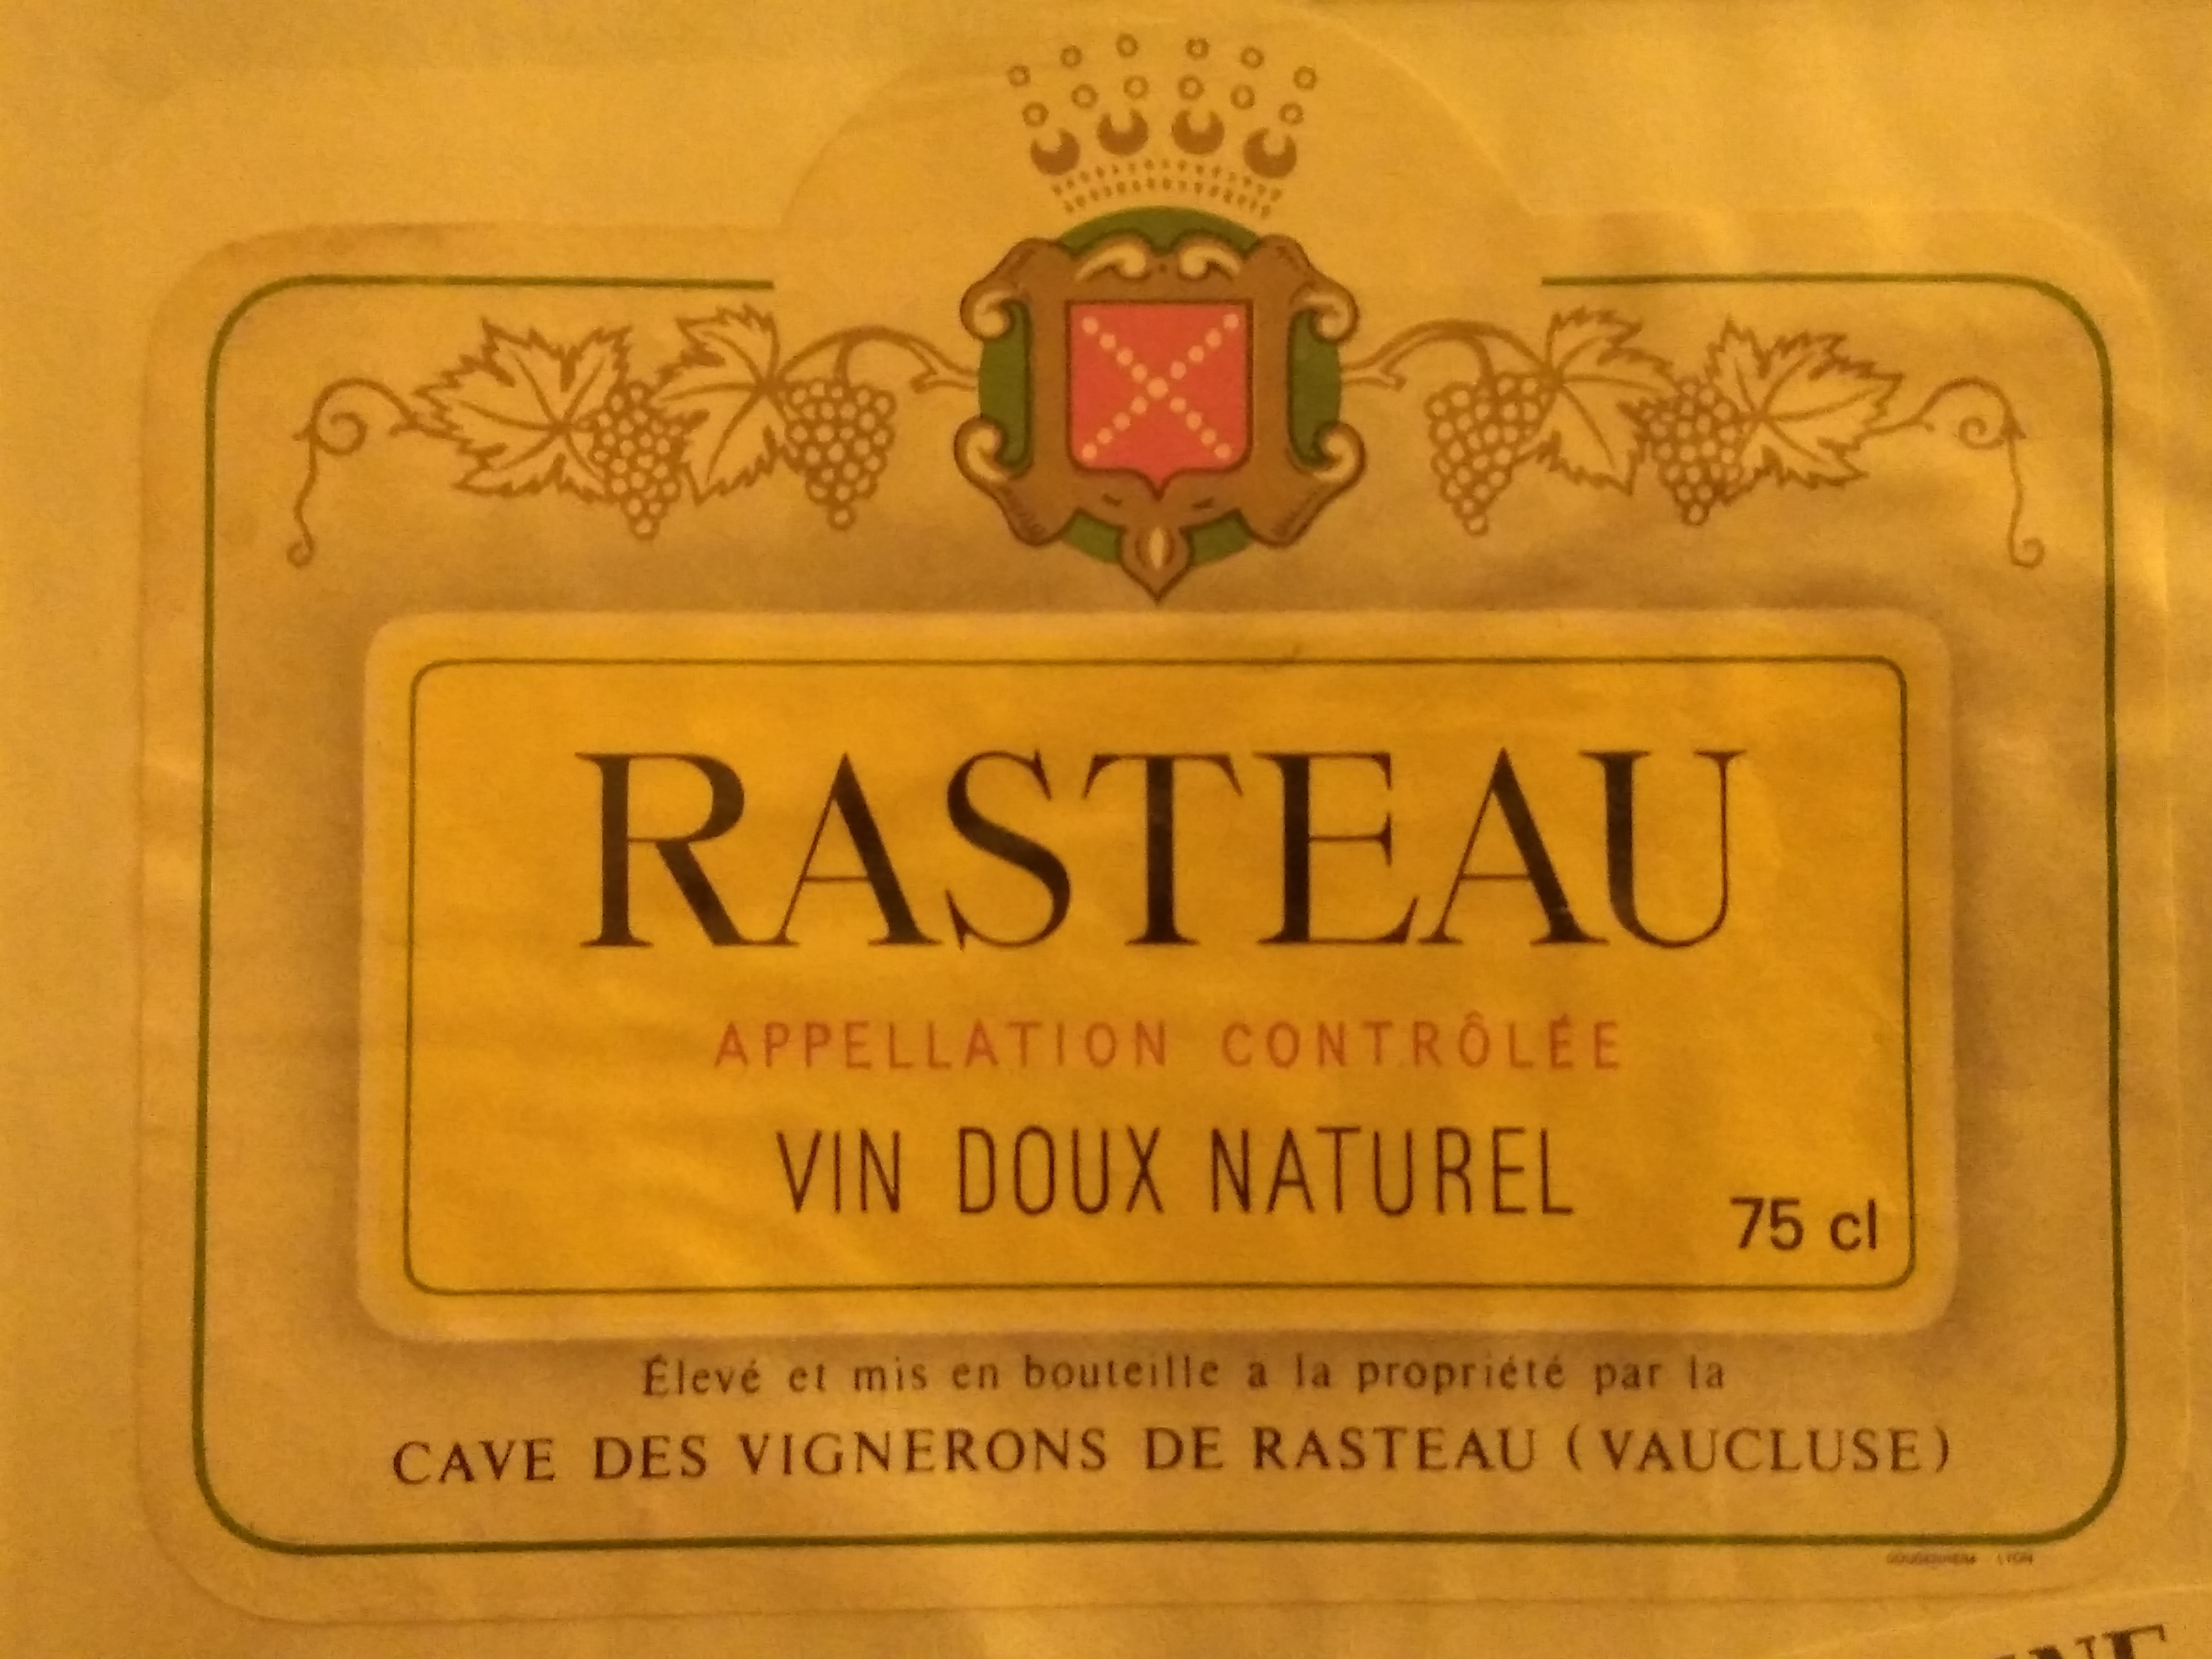 RASTEAU
APPELLATION CONTRÔLÉE
VIN DOUX NATUREL
75 cl
Élevé et mis en bouteille a la propriété par la
CAVE DES VIGNERONS DE RASTEAU (VAUCLUSE)
LYON